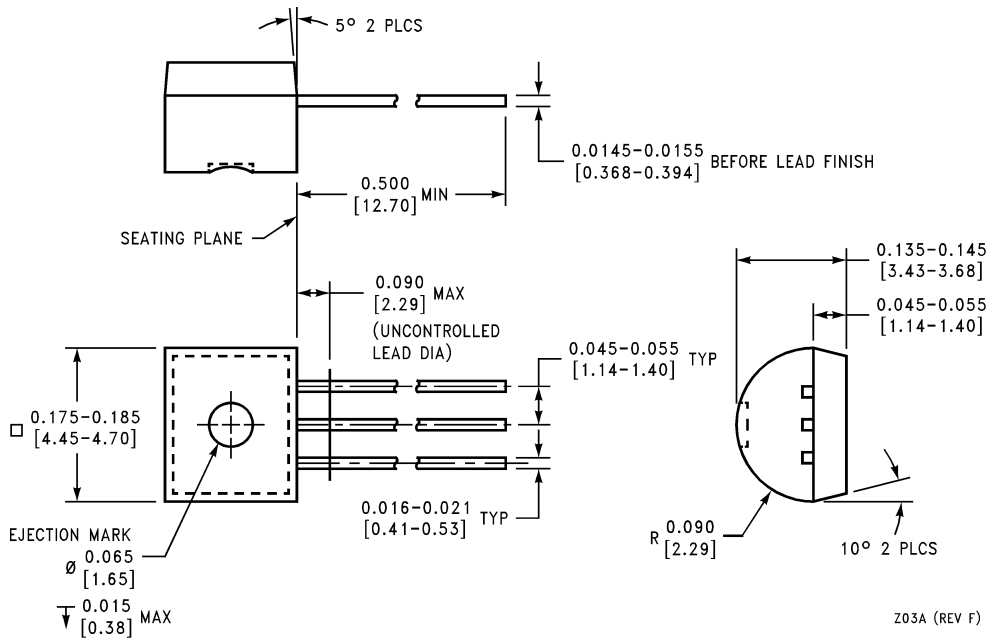 5° 2 PLCS
0.0145-0.0155
[0.368-0.394]
BEFORE LEAD FINISH
0.500
[12.70]
MIN
SEATING PLANE
0.090
[2.29]
MAX
(UNCONTROLLED
LEAD DIA)
0.135-0.145
[3.43-3.68]
0.045-0.055
[1.14-1.40]
0.045-0.055
[1.14-1.40]
TYP
0.175-0.185
[4.45-4.70]
0.016-0.021
[0.41-0.53]
TYP
EJECTION MARK
Ø 0.065
[1.65]
0.015
[0.38]
MAX
R 0.090
[2.29]
10° 2 PLCS
Z03A (REV F)